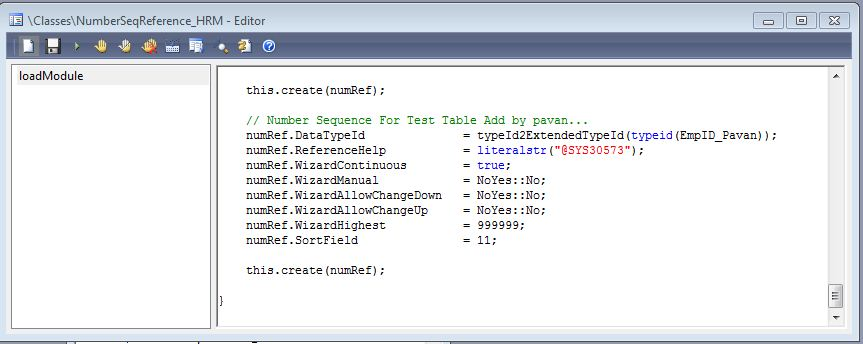 \Classes\NumberSeqReference_HRM - Editor
loadModule
this.create(numRef);
// Number Sequence For Test Table Add by pavan...
numRef.DataTypeId = typeId2ExtendedTypeId(typeid(EmpID_Pavan));
numRef.ReferenceHelp = literalstr("@SYS30573");
numRef.WizardContinuous = true;
numRef.WizardManual = NoYes::No;
numRef.WizardAllowChangeDown = NoYes::No;
numRef.WizardAllowChangeUp = NoYes::No;
numRef.WizardHighest = 999999;
numRef.SortField = 11;
this.create(numRef);
}